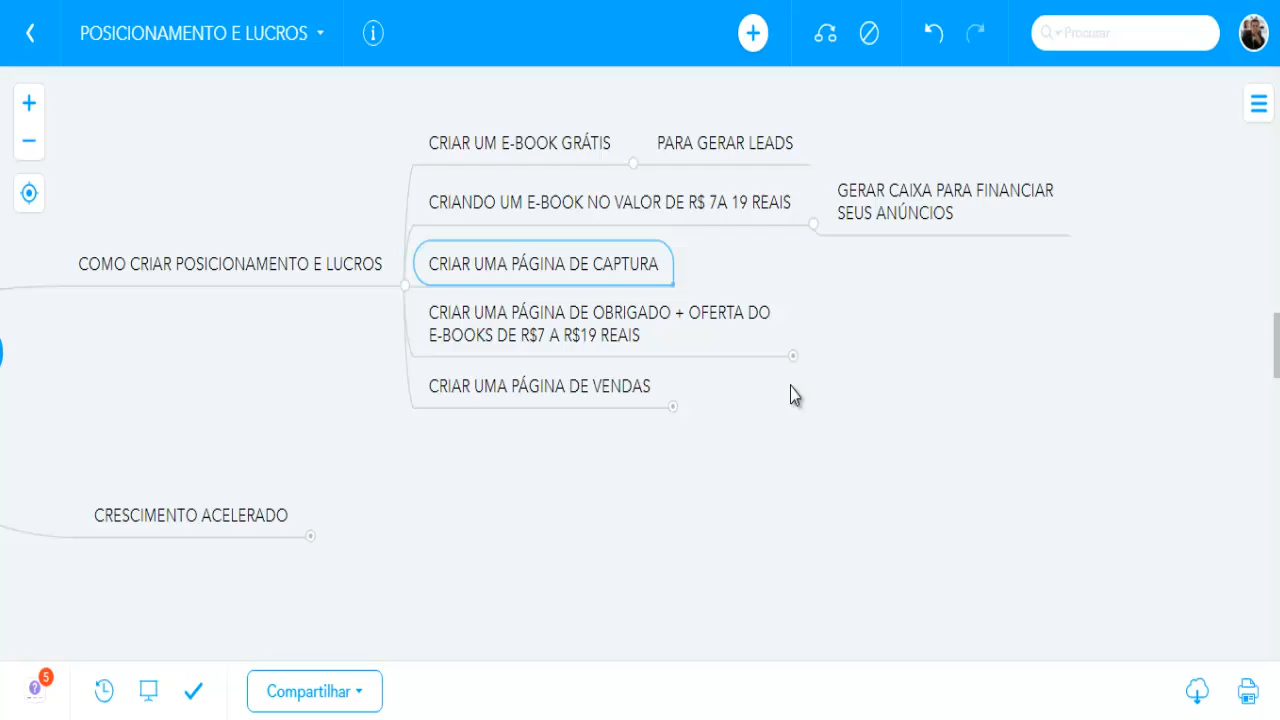 POSICIONAMENTO E LUCROS
Procurar
CRIAR UM E-BOOK GRÁTIS
PARA GERAR LEADS
CRIANDO UM E-BOOK NO VALOR DE R$ 7A 19 REAIS
GERAR CAIXA PARA FINANCIAR
SEUS ANÚNCIOS
COMO CRIAR POSICIONAMENTO E LUCROS
CRIAR UMA PÁGINA DE CAPTURA
CRIAR UMA PÁGINA DE OBRIGADO + OFERTA DO
E-BOOKS DE R$7 A R$19 REAIS
CRIAR UMA PÁGINA DE VENDAS
CRESCIMENTO ACELERADO
5
Compartilhar